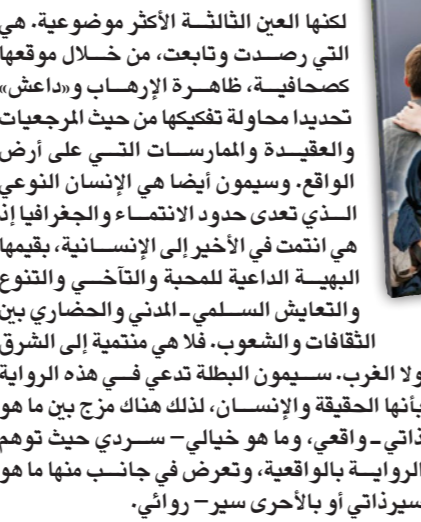 لكنها العين الثالثة الأكثر موضوعية. هي
التي رصدت وتابعت، من خلال موقعها
كصحافية، ظاهرة الإرهاب و«داعش»
تحديدا محاولة تفكيكها من حيث المرجعيات
والعقيدة والممارسات التي على أرض
الواقع. وسيمون أيضا هي الإنسان النوعي
الذي تعدى حدود الانتماء والجغرافيا إذ
هي انتمت في الأخير إلى الإنسانية، بقيمها
البهية الداعية للمحبة والتآخي والتنوع
والتعايش السلمي ـ المدني والحضاري بين
الثقافات والشعوب. فلا هي منتمية إلى الشرق
ولا الغرب. سيمون البطلة تدعي في هذه الرواية
بأنها الحقيقة والإنسان، لذلك هناك مزج بين ما هو
ذاتي ـ واقعي، وما هو خيالي – سردي حيث توهم
الرواية بالواقعية، وتعرض في جانب منها ما هو
سيرذاتي أو بالأحرى سير – روائي.